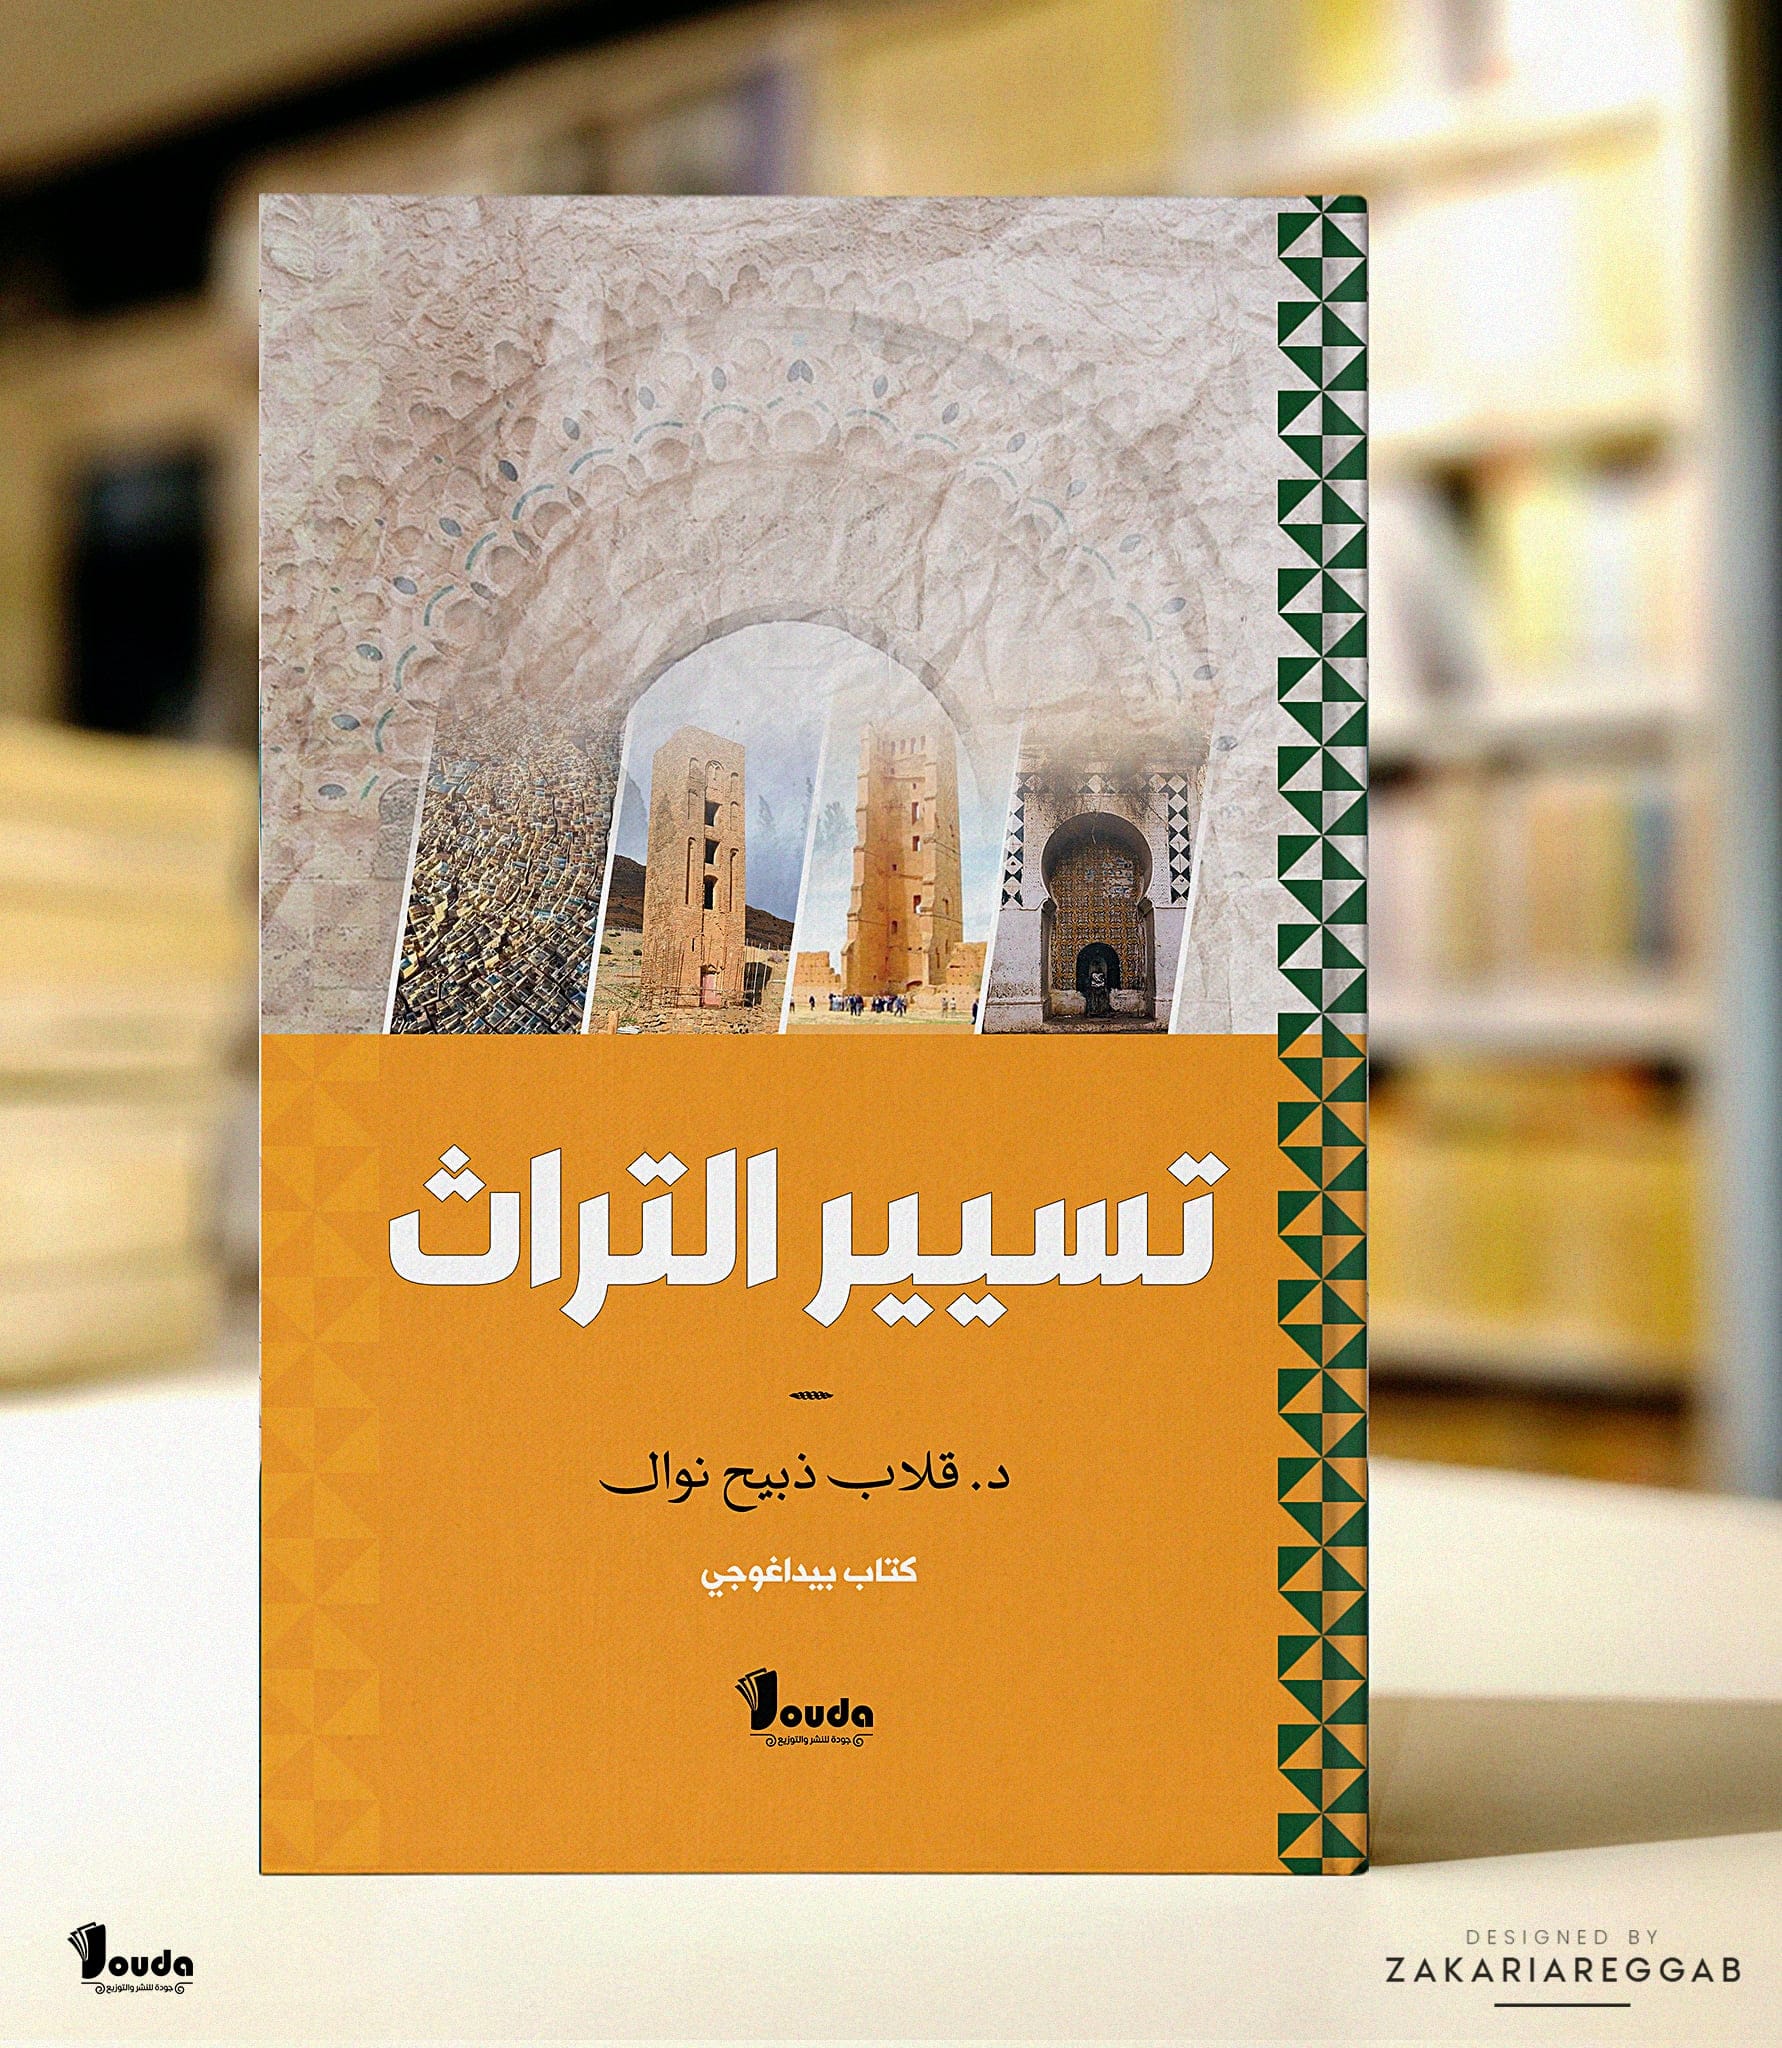 تسيير التراث
د. قلاب ذبيح نوال
كتاب بيداغوجي
Jouda
جودة للنشر والتوزيع
Jouda
جودة للنشر والتوزيع
DESIGNED BY
ZAKARIAREGGAB